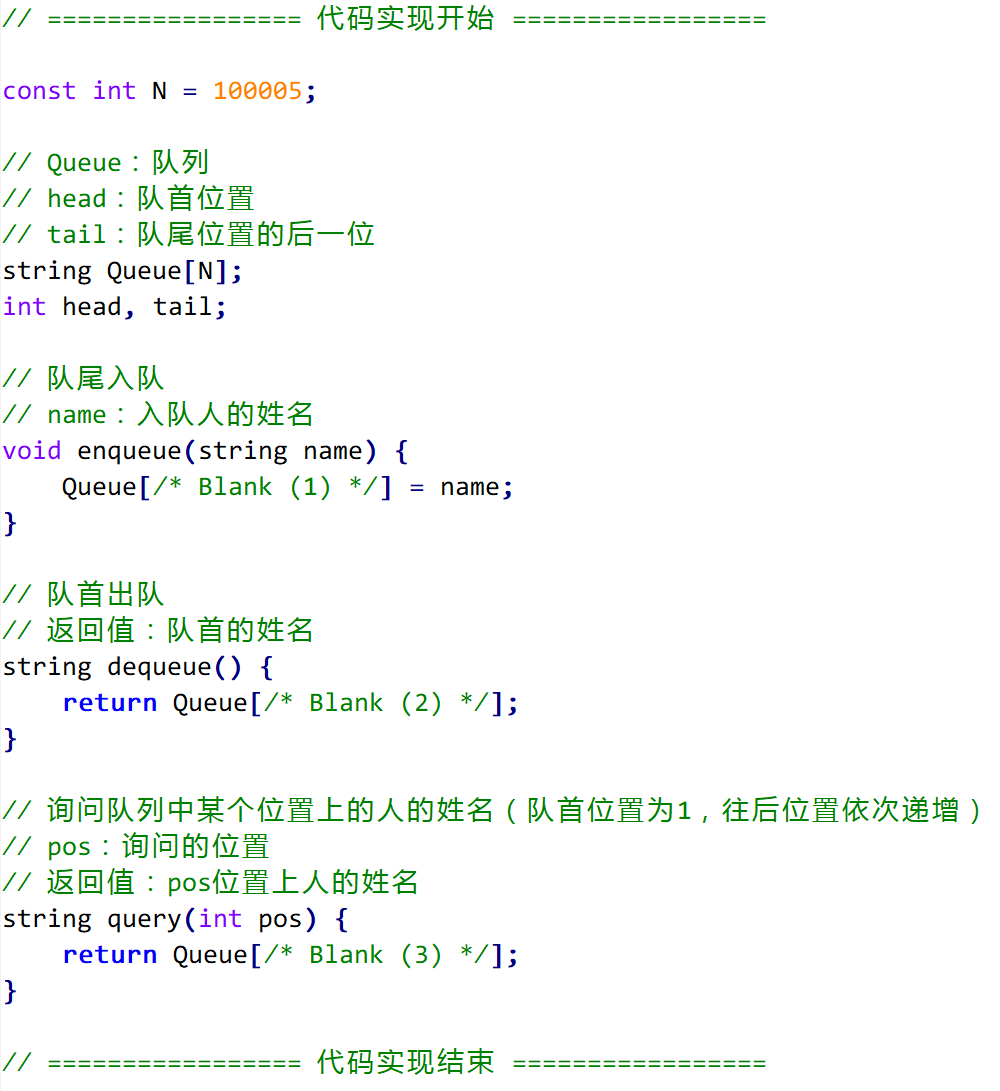 // ================= 代码实现开始 =================
const int N = 100005;
// Queue：队列
// head：队首位置
// tail：队尾位置的后一位
string Queue[N];
int head, tail;
// 队尾入队
// name：入队人的姓名
void enqueue(string name) {
    Queue[/* Blank (1) */] = name;
}
// 队首出队
// 返回值：队首的姓名
string dequeue() {
    return Queue[/* Blank (2) */];
}
// 询问队列中某个位置上的人的姓名（队首位置为1，往后位置依次递增）
// pos：询问的位置
// 返回值：pos位置上人的姓名
string query(int pos) {
    return Queue[/* Blank (3) */];
}
// ================= 代码实现结束 =================